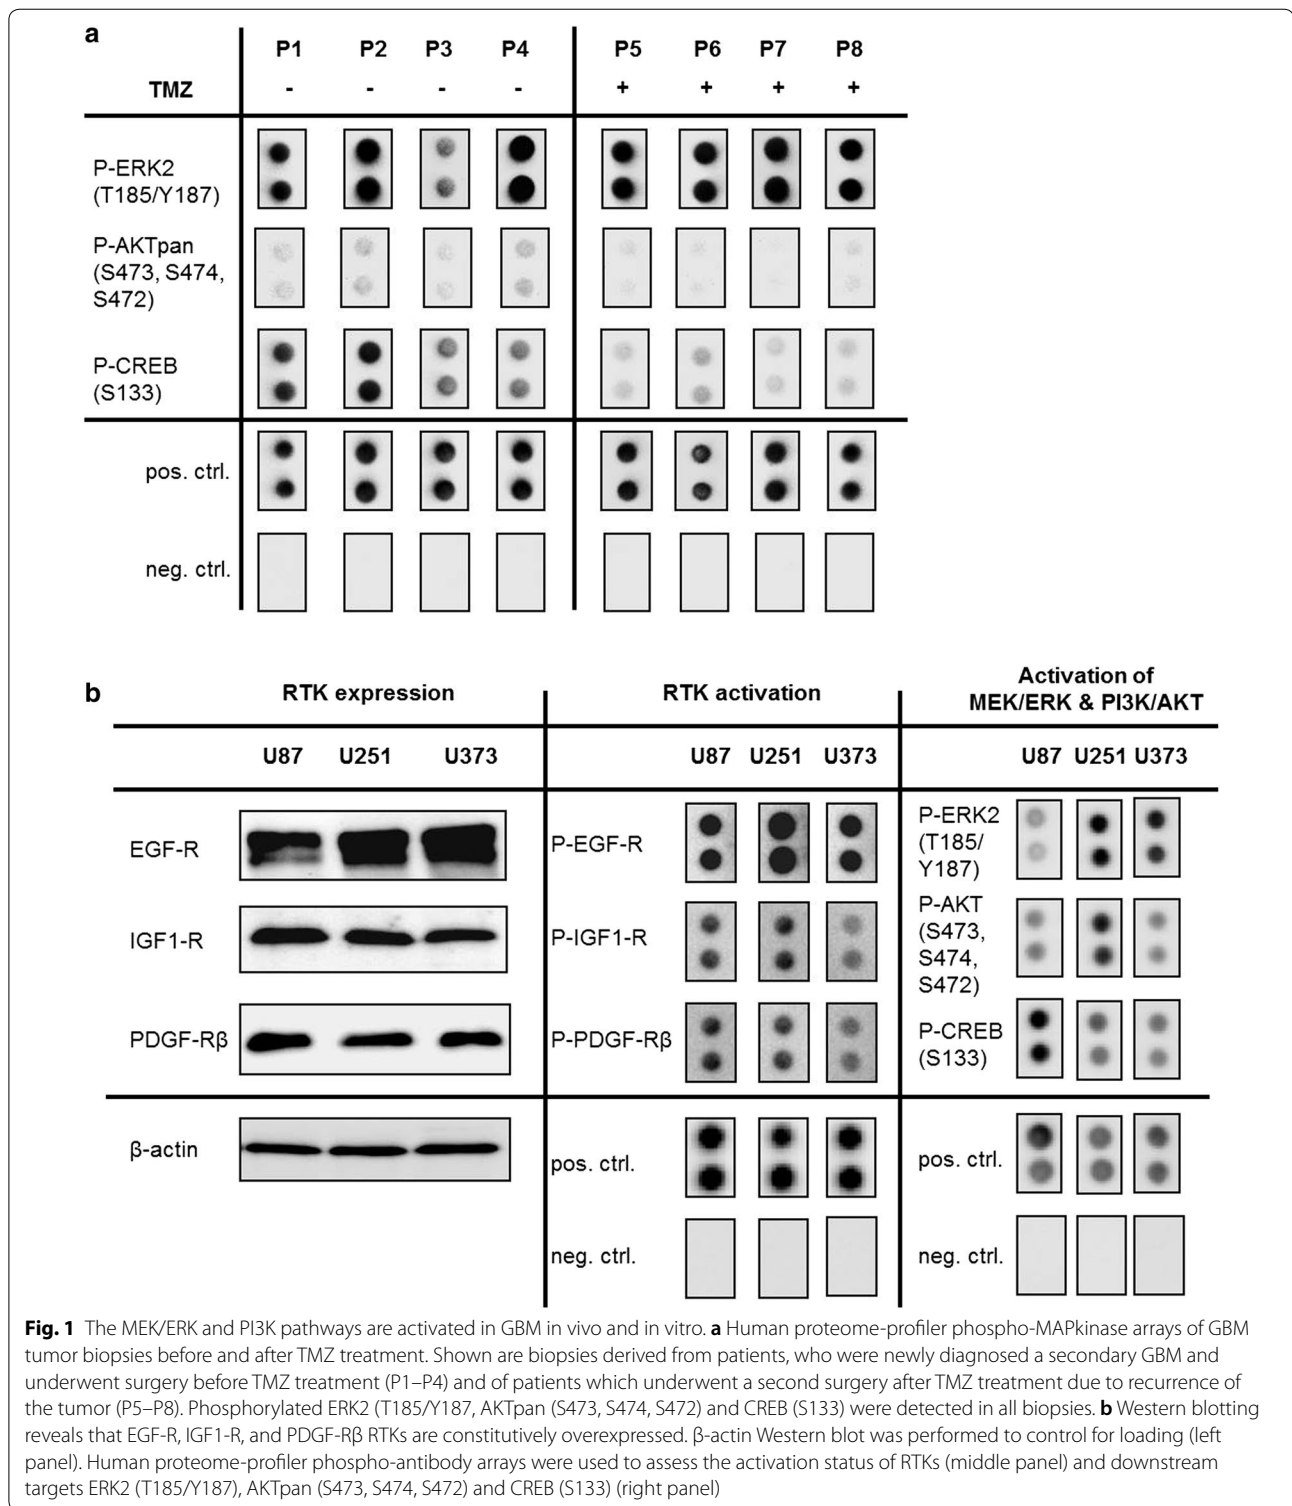 a
P1 P2 P3 P4 P5 P6 P7 P8
TMZ - - - - + + + +
P-ERK2
(T185/Y187)
P-AKTpan
(S473, S474,
S472)
P-CREB
(S133)
pos. ctrl.
neg. ctrl.
b
RTK expression
RTK activation
Activation of
MEK/ERK & PI3K/AKT
U87 U251 U373
U87 U251 U373
U87 U251 U373
EGF-R
IGF1-R
PDGF-Rβ
β-actin
P-EGF-R
P-IGF1-R
P-PDGF-Rβ
pos. ctrl.
neg. ctrl.
P-ERK2
(T185/
Y187)
P-AKT
(S473,
S474,
S472)
P-CREB
(S133)
pos. ctrl.
neg. ctrl.
Fig. 1 The MEK/ERK and PI3K pathways are activated in GBM in vivo and in vitro. a Human proteome-profiler phospho-MAPkinase arrays of GBM
tumor biopsies before and after TMZ treatment. Shown are biopsies derived from patients, who were newly diagnosed a secondary GBM and
underwent surgery before TMZ treatment (P1–P4) and of patients which underwent a second surgery after TMZ treatment due to recurrence of
the tumor (P5–P8). Phosphorylated ERK2 (T185/Y187, AKTpan (S473, S474, S472) and CREB (S133) were detected in all biopsies. b Western blotting
reveals that EGF-R, IGF1-R, and PDGF-Rβ RTKs are constitutively overexpressed. β-actin Western blot was performed to control for loading (left
panel). Human proteome-profiler phospho-antibody arrays were used to assess the activation status of RTKs (middle panel) and downstream
targets ERK2 (T185/Y187), AKTpan (S473, S474, S472) and CREB (S133) (right panel)